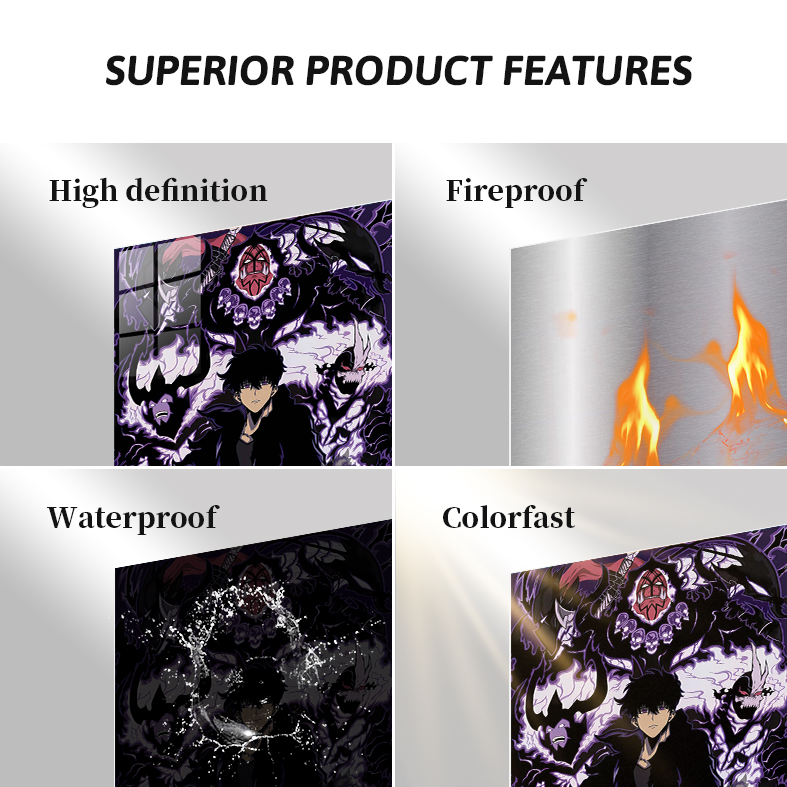 SUPERIOR PRODUCT FEATURES
High definition
Fireproof
Waterproof
Colorfast